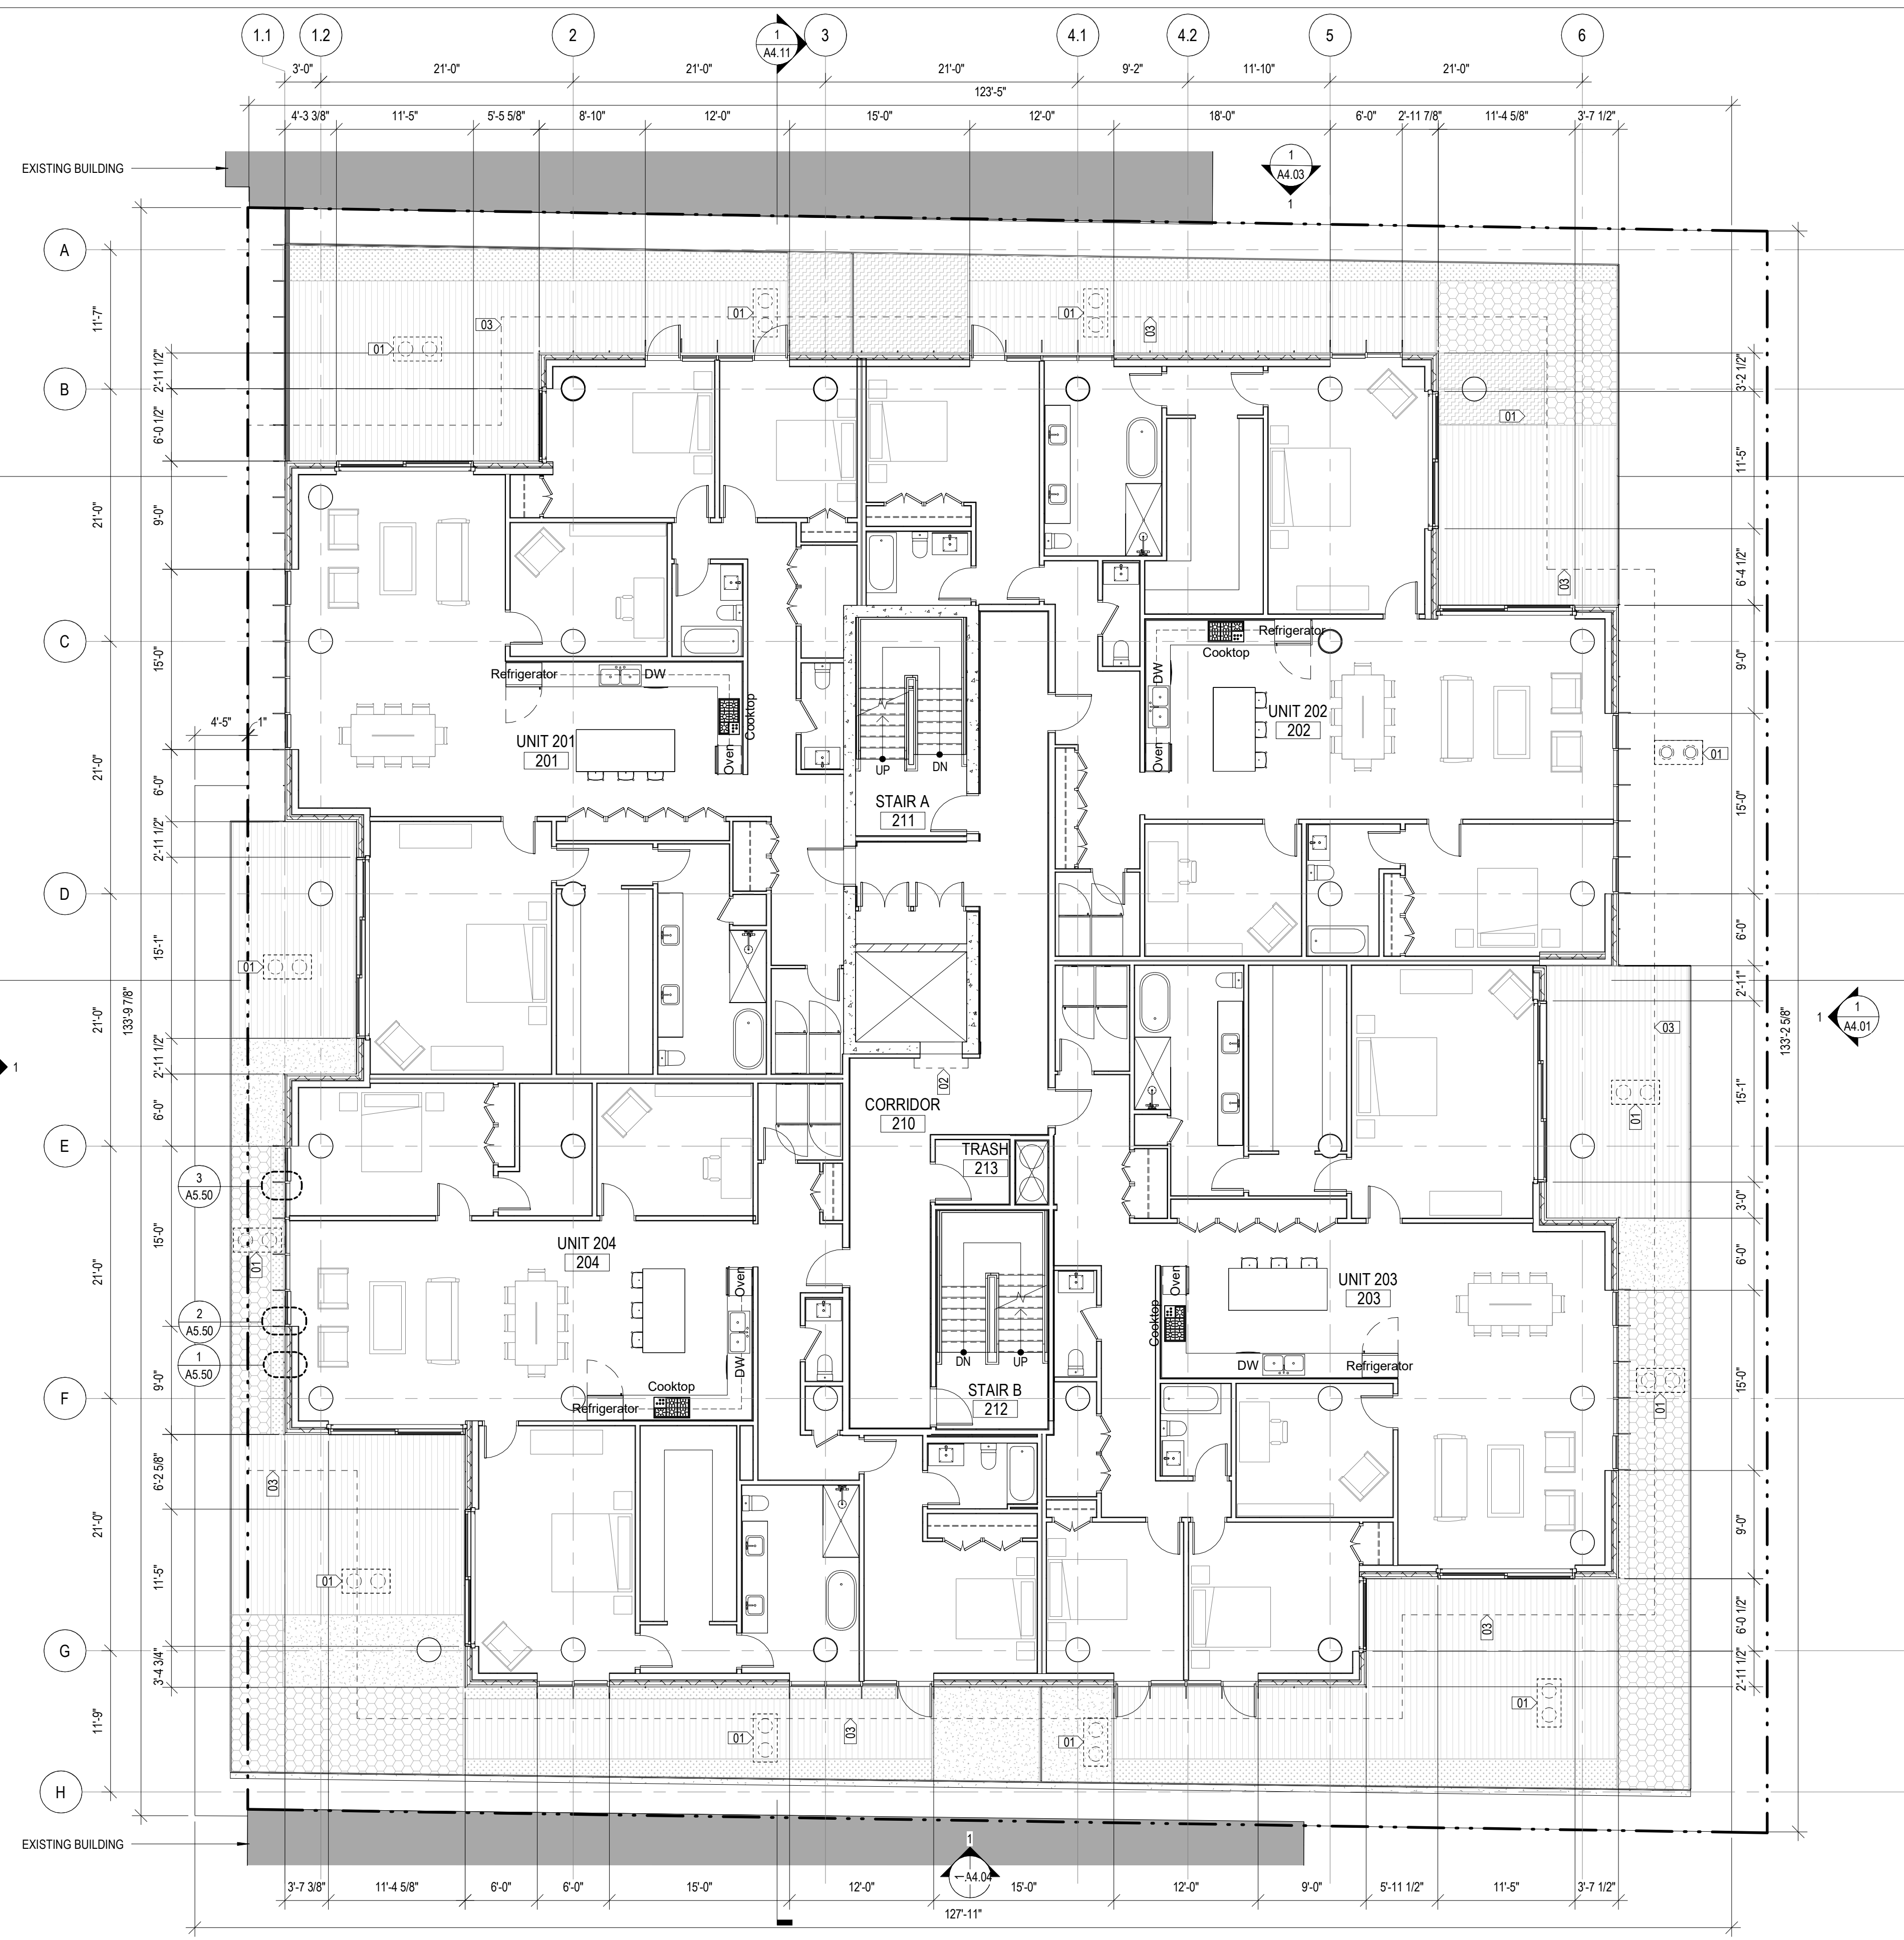 1.1 1.2 2 3 4.1 4.2 5 6
1
A4.11
3'-0" 21'-0" 21'-0" 21'-0" 9'-2" 11'-10" 21'-0"
123'-5"
4'-3 3/8" 11'-5" 5'-5 5/8" 8'-10" 12'-0" 15'-0" 12'-0" 18'-0" 6'-0" 2'-11 7/8" 11'-4 5/8" 3'-7 1/2"
EXISTING BUILDING
1
A4.03
1
A
B
C
D
E
F
G
H
11'-7"
21'-0"
21'-0"
21'-0"
21'-0"
21'-0"
11'-9"
133'-9 7/8"
2'-11 1/2"
6'-0 1/2"
9'-0"
15'-0"
6'-0"
2'-11 1/2"
15'-1"
2'-11 1/2"
6'-0"
15'-0"
9'-0"
6'-2 5/8"
11'-5"
3'-4 3/4"
4'-5" 1"
1
3
A5.50
2
A5.50
1
A5.50
03
01
01
01
03
01
03
Refrigerator
DW
Cooktop
Oven
UNIT 201
201
UP
DN
STAIR A
211
Refrigerator
Cooktop
DW
Oven
UNIT 202
202
01
01
02
CORRIDOR
210
TRASH
213
03
01
01
UNIT 204
204
Oven
DW
Cooktop
Refrigerator
DN
UP
STAIR B
212
Oven
Cooktop
DW
Refrigerator
UNIT 203
203
01
03
01
01
03
01
03
01
3'-2 1/2"
11'-5"
6'-4 1/2"
9'-0"
15'-0"
6'-0"
2'-11"
15'-1"
3'-0"
6'-0"
15'-0"
9'-0"
6'-0 1/2"
2'-11 1/2"
133'-2 5/8"
1
1
A4.01
EXISTING BUILDING
1
1
A4.04
3'-7 3/8" 11'-4 5/8" 6'-0" 6'-0" 15'-0" 12'-0" 15'-0" 12'-0" 9'-0" 5'-11 1/2" 11'-5" 3'-7 1/2"
127'-11"